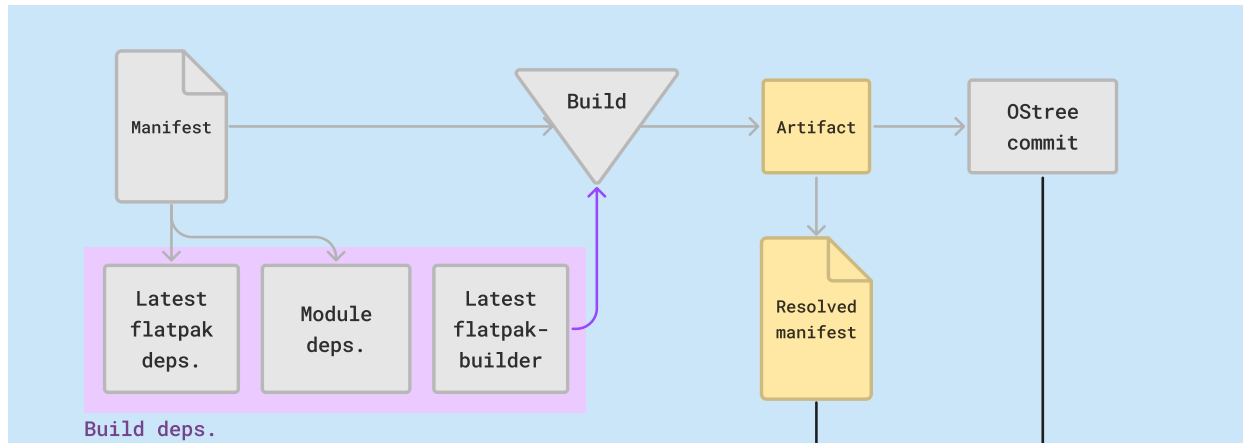 Manifest
Build
Artifact
OStree
commit
Latest
flatpak
deps.
Module
deps.
Latest
flatpak-
builder
Resolved
manifest
Build deps.